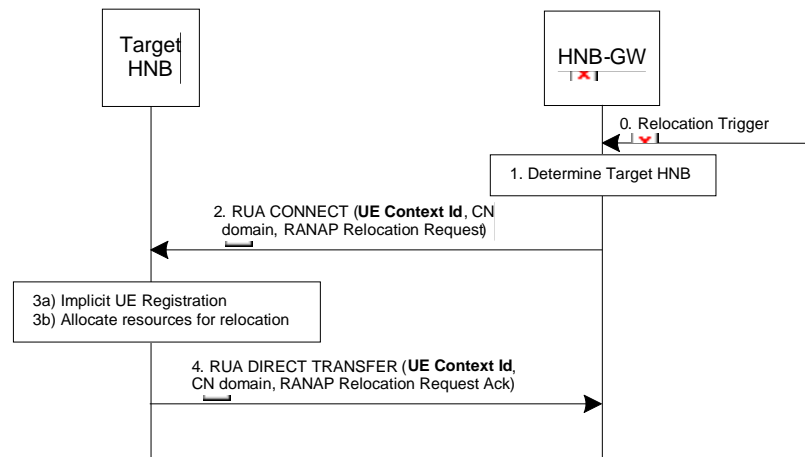 Target
HNB
HNB-GW
0. Relocation Trigger
1. Determine Target HNB
2. RUA CONNECT (UE Context Id, CN
domain, RANAP Relocation Request)
3a) Implicit UE Registration
3b) Allocate resources for relocation
4. RUA DIRECT TRANSFER (UE Context Id,
CN domain, RANAP Relocation Request Ack)